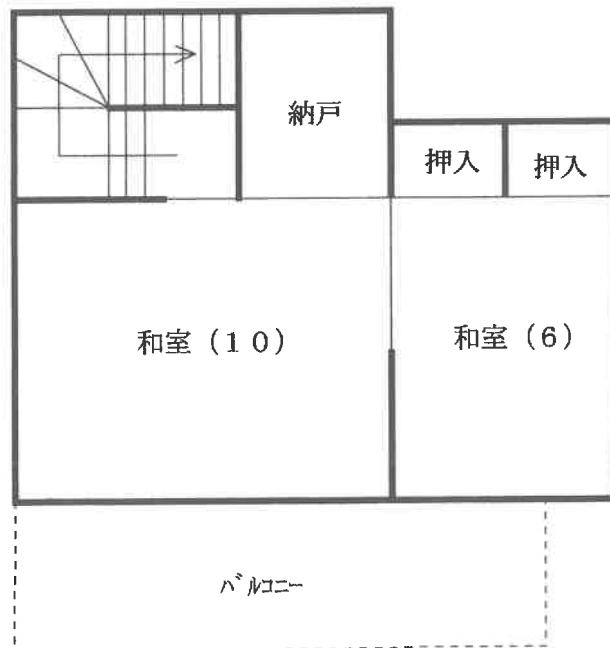 納戸
押入
押入
和室（１０）
和室（６）
ﾊﾞﾙｺﾆｰ